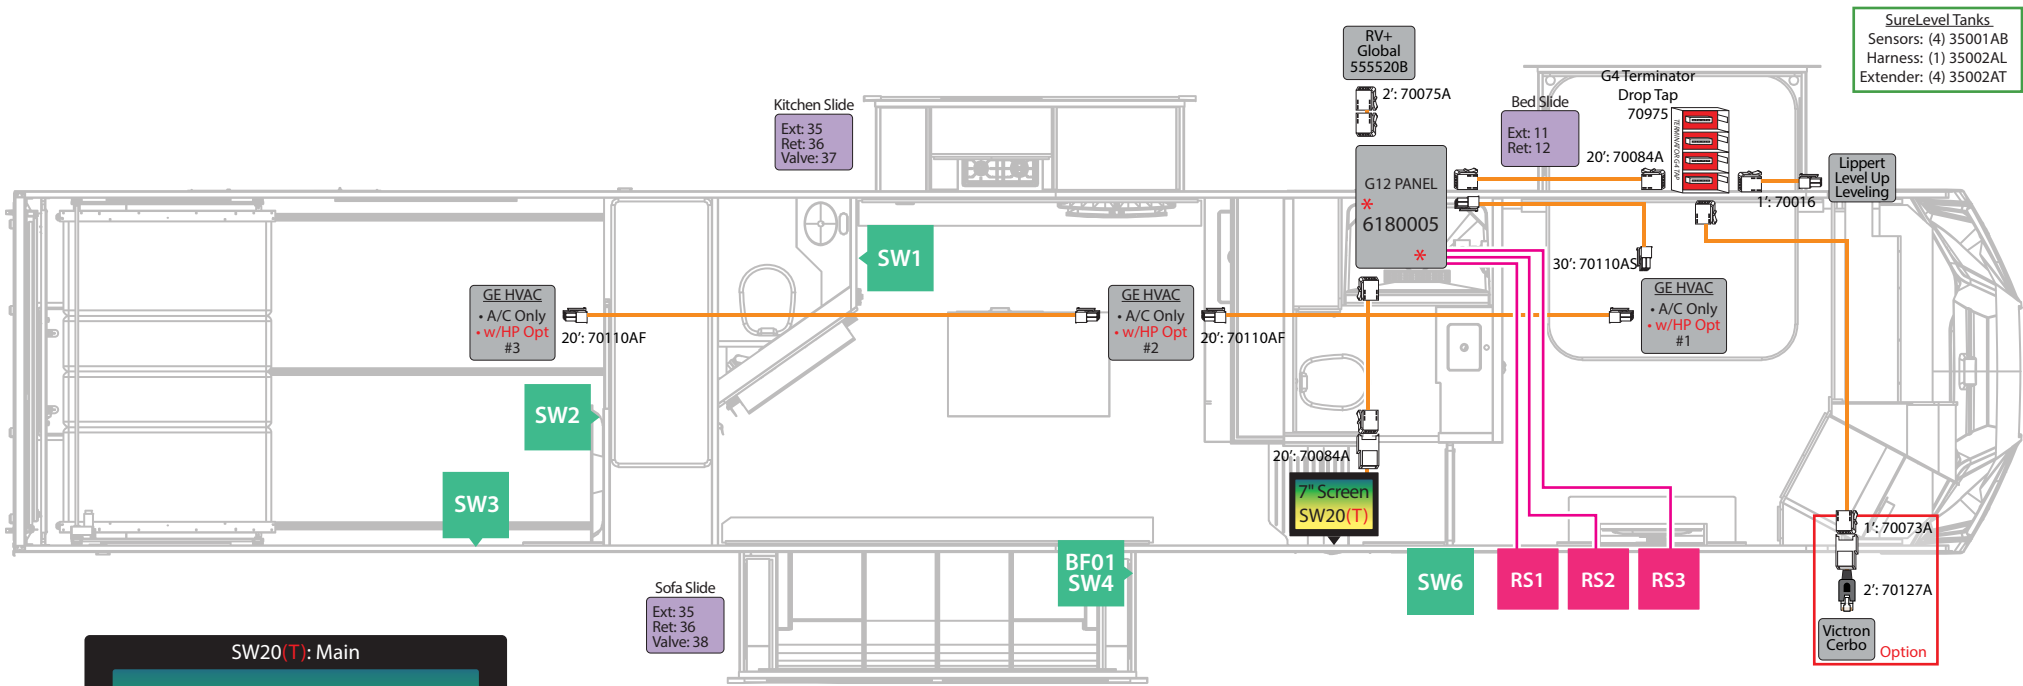 SureLevel Tanks
Sensors: (4) 35001AB
Harness: (1) 35002AL
Extender: (4) 35002AT
RV+
Global
555520B
2': 70075A
G4 Terminator
Drop Tap
70975
TERMINATOR G4 TAP
Kitchen Slide
Ext: 35
Ret: 36
Valve: 37
Bed Slide
Ext: 11
Ret: 12
20': 70084A
Lippert
Level Up
Leveling
1': 70016
G12 PANEL
*
6180005
*
SW1
30': 70110AS
GE HVAC
• A/C Only
• w/HP Opt
#3
20': 70110AF
GE HVAC
• A/C Only
• w/HP Opt
#2
20': 70110AF
GE HVAC
• A/C Only
• w/HP Opt
#1
SW2
SW3
20': 70084A
7" Screen
SW20(T)
1': 70073A
BF01
SW4
SW6
RS1
RS2
RS3
2': 70127A
Sofa Slide
Ext: 35
Ret: 36
Valve: 38
Victron
Cerbo
Option
SW20(T): Main